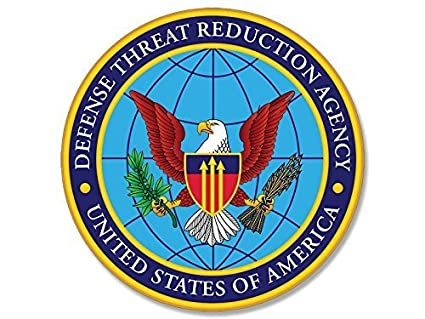 DEFENSE THREAT REDUCTION AGENCY
UNITED STATES OF AMERICA